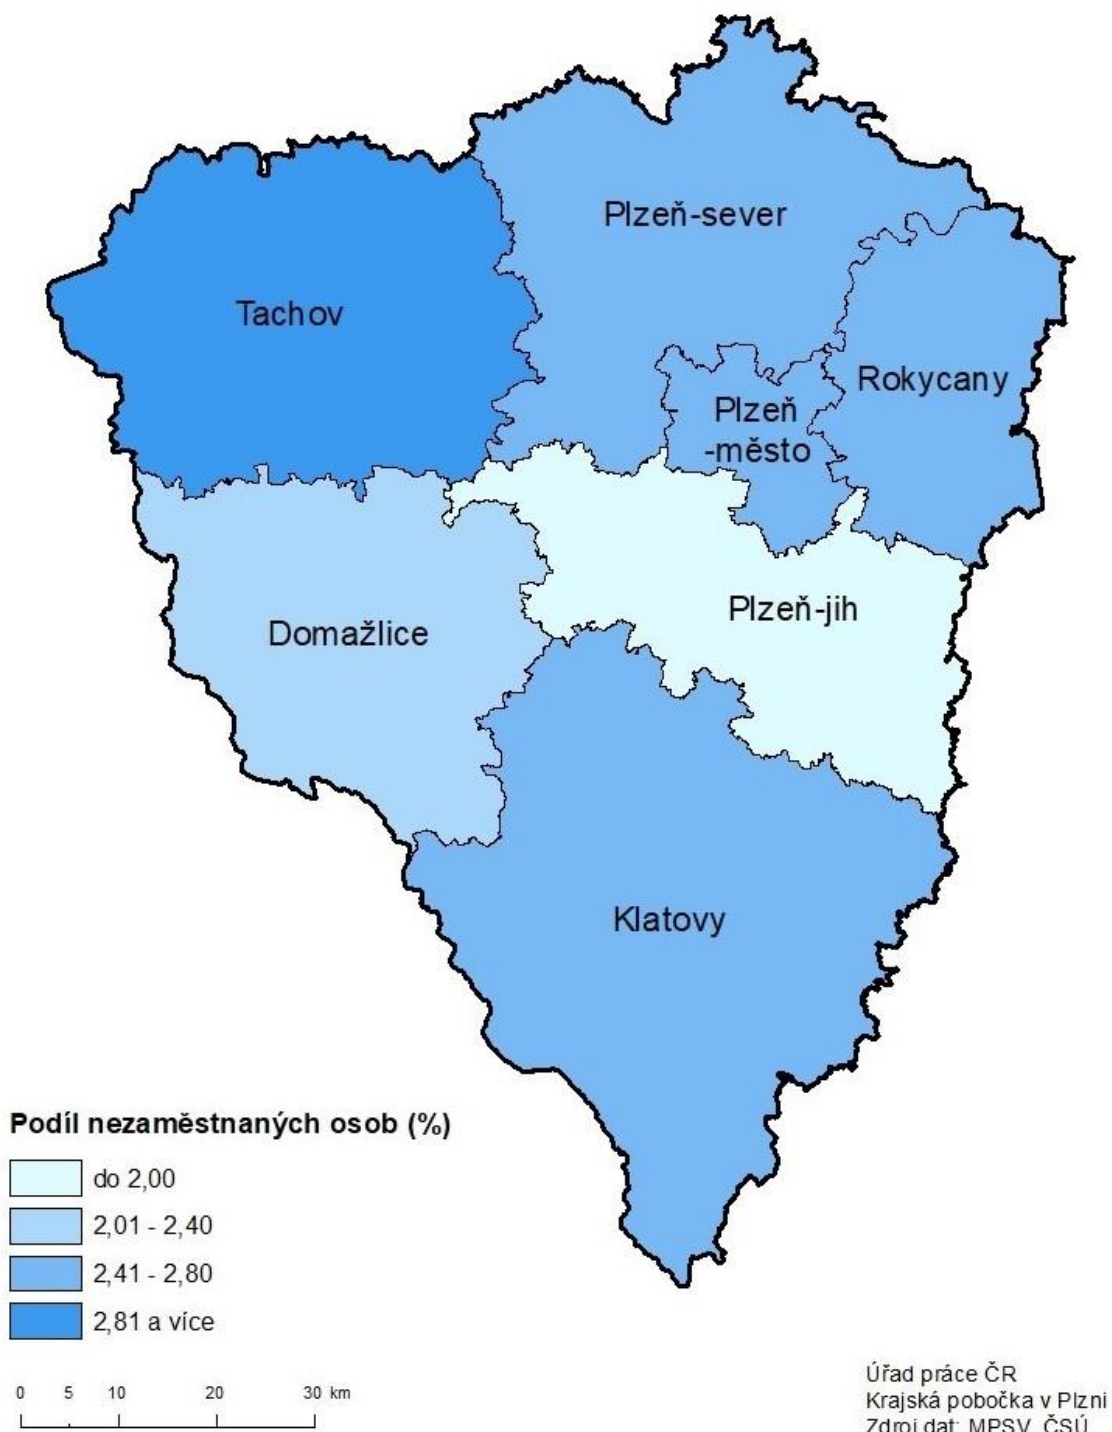 Plzeň-sever
Tachov
Rokycany
Plzeň
-město
Plzeň-jih
Domažlice
Klatovy
Podíl nezaměstnaných osob (%)
do 2,00
2,01 - 2,40
2,41 - 2,80
2,81 a více
0 5 10 20 30 km
Úřad práce ČR
Krajská pobočka v Plzni
Zdroj dat: MPSV, ČSÚ